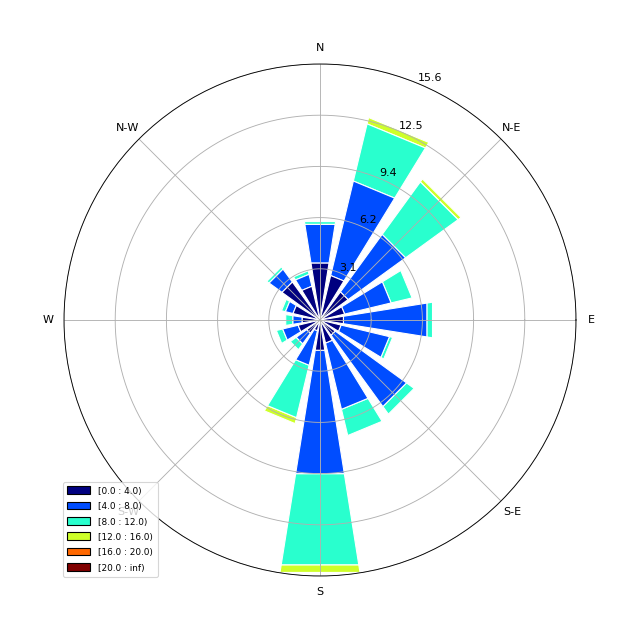 N
15.6
N-W
12.5
N-E
9.4
6.2
3.1
W
E
[0.0 : 4.0)
[4.0 : 8.0)
S-W
S-E
[8.0 : 12.0)
[12.0 : 16.0)
[16.0 : 20.0)
[20.0 : inf)
S